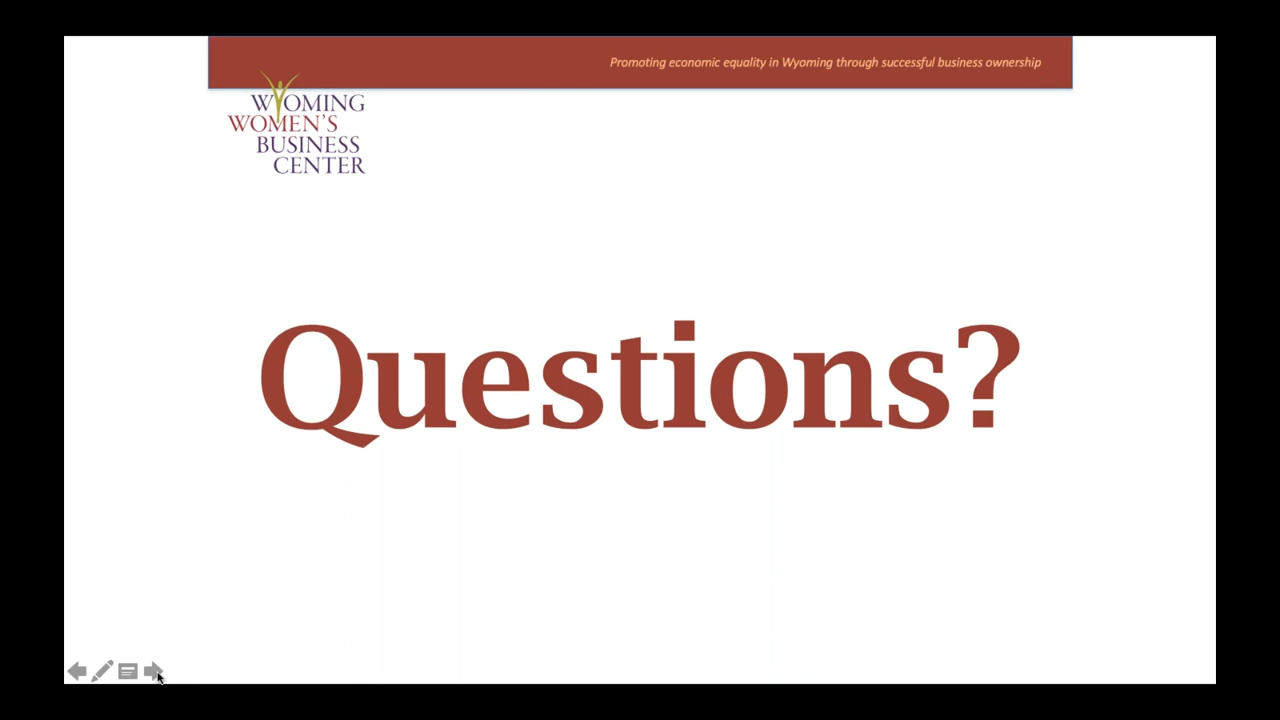 Promoting economic equality in Wyoming through successful business ownership
WYOMING
WOMEN'S
BUSINESS
CENTER
Questions?